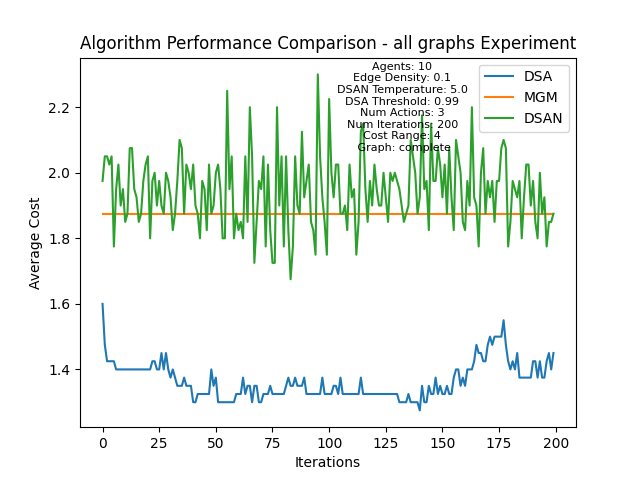 Algorithm Performance Comparison - all graphs Experiment
Agents: 10
Edge Density: 0.1
DSAN Temperature: 5.0
DSA Threshold: 0.99
Num Actions: 3
Num Iterations: 200
Cost Range: 4
Graph: complete
DSA
MGM
DSAN
Average Cost
2.2
2.0
1.8
1.6
1.4
0
25
50
75
100
125
150
175
200
Iterations